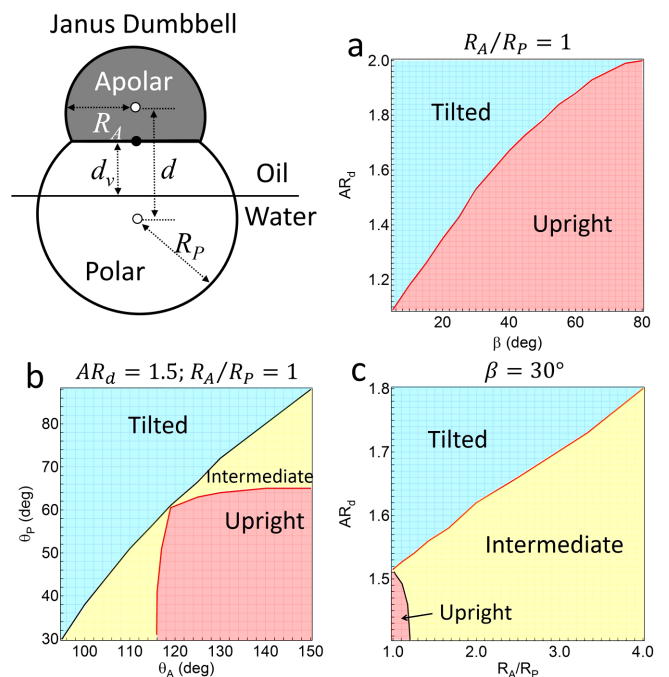 Janus Dumbbell
Apolar
R_A
d_v
d
Oil
Water
R_P
Polar
a
R_A/R_P = 1
2.0
1.8
1.6
1.4
1.2
AR_d
Tilted
Upright
20
40
60
80
β (deg)
b
AR_d = 1.5; R_A/R_P = 1
80
70
60
50
40
30
θ_P (deg)
Tilted
Intermediate
Upright
100
110
120
130
140
150
θ_A (deg)
c
β = 30°
1.8
1.7
1.6
1.5
AR_d
Tilted
Intermediate
Upright
1.0
2.0
3.0
4.0
R_A/R_P